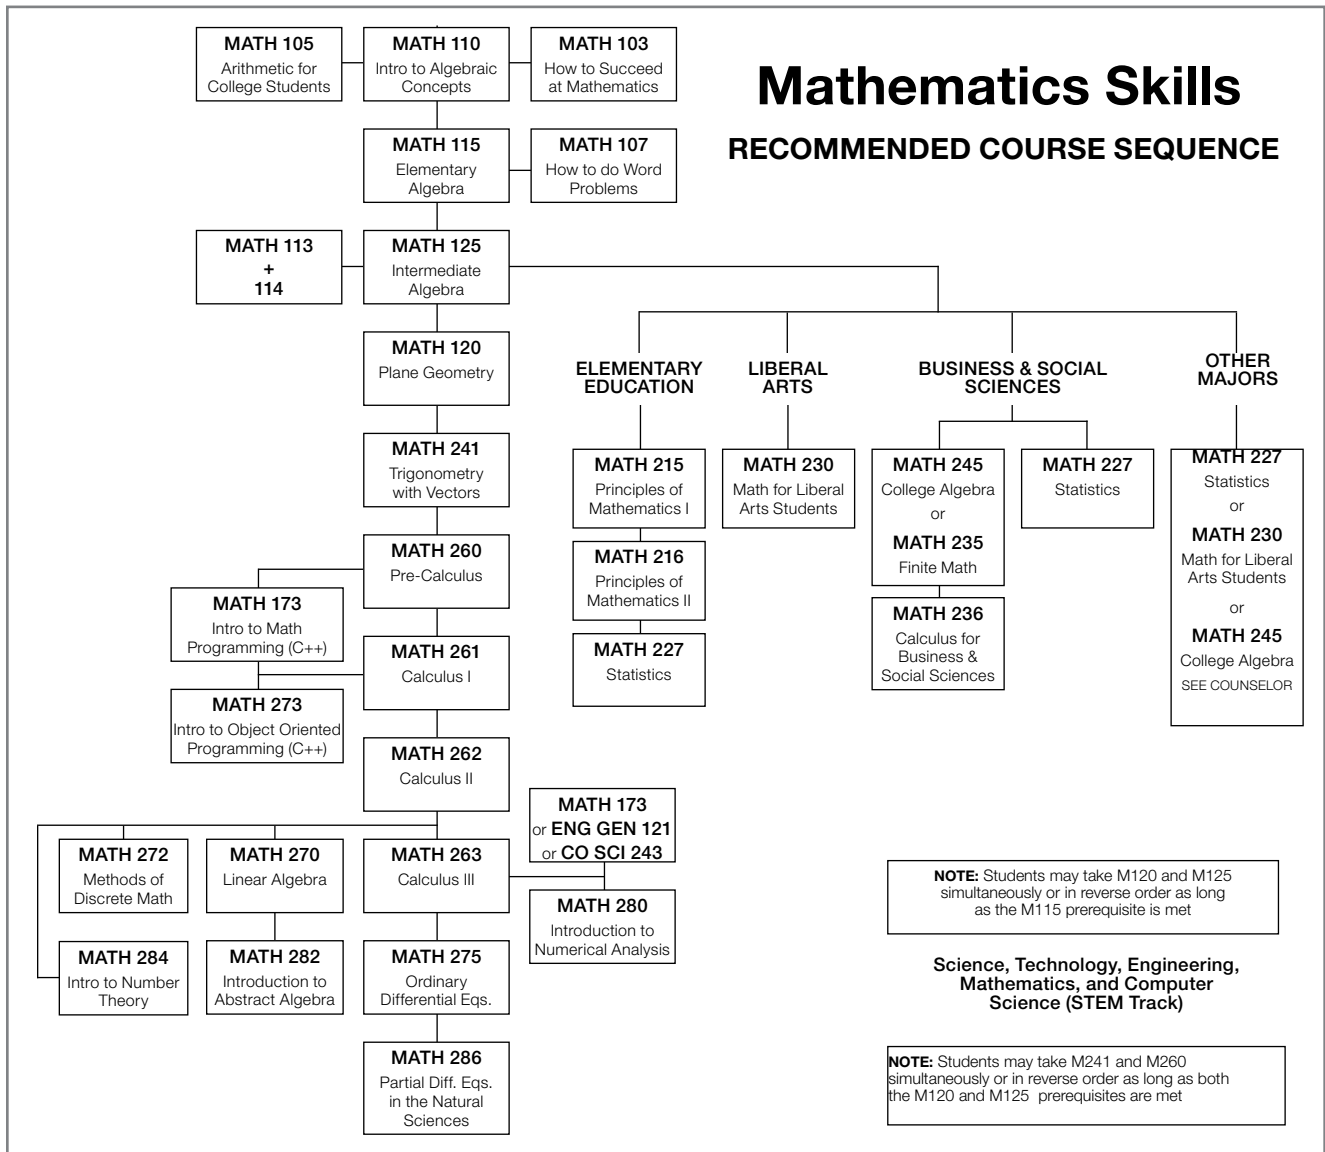 Mathematics Skills
RECOMMENDED COURSE SEQUENCE
MATH 105
Arithmetic for
College Students
MATH 110
Intro to Algebraic
Concepts
MATH 103
How to Succeed
at Mathematics
MATH 115
Elementary
Algebra
MATH 107
How to do Word
Problems
MATH 113
+
114
MATH 125
Intermediate
Algebra
MATH 120
Plane Geometry
MATH 241
Trigonometry
with Vectors
MATH 260
Pre-Calculus
MATH 173
Intro to Math
Programming (C++)
MATH 261
Calculus I
MATH 273
Intro to Object Oriented
Programming (C++)
MATH 262
Calculus II
MATH 173
or ENG GEN 121
or CO SCI 243
MATH 272
Methods of
Discrete Math
MATH 270
Linear Algebra
MATH 263
Calculus III
MATH 280
Introduction to
Numerical Analysis
MATH 284
Intro to Number
Theory
MATH 282
Introduction to
Abstract Algebra
MATH 275
Ordinary
Differential Eqs.
MATH 286
Partial Diff. Eqs.
in the Natural
Sciences
ELEMENTARY
EDUCATION
MATH 215
Principles of
Mathematics I
MATH 216
Principles of
Mathematics II
MATH 227
Statistics
LIBERAL
ARTS
MATH 230
Math for Liberal
Arts Students
BUSINESS & SOCIAL
SCIENCES
MATH 245
College Algebra
or
MATH 235
Finite Math
MATH 236
Calculus for
Business &
Social Sciences
MATH 227
Statistics
OTHER
MAJORS
MATH 227
Statistics
or
MATH 230
Math for Liberal
Arts Students
or
MATH 245
College Algebra
SEE COUNSELOR
NOTE: Students may take M120 and M125
simultaneously or in reverse order as long
as the M115 prerequisite is met
Science, Technology, Engineering,
Mathematics, and Computer
Science (STEM Track)
NOTE: Students may take M241 and M260
simultaneously or in reverse order as long as both
the M120 and M125 prerequisites are met